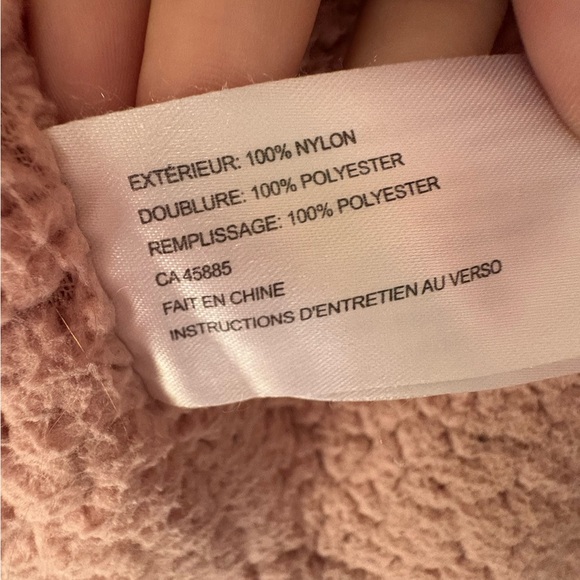 EXTÉRIEUR: 100% NYLON
DOUBLURE: 100% POLYESTER
REMPLISSAGE: 100% POLYESTER
CA 45885
FAIT EN CHINE
INSTRUCTIONS D'ENTRETIEN AU VERSO